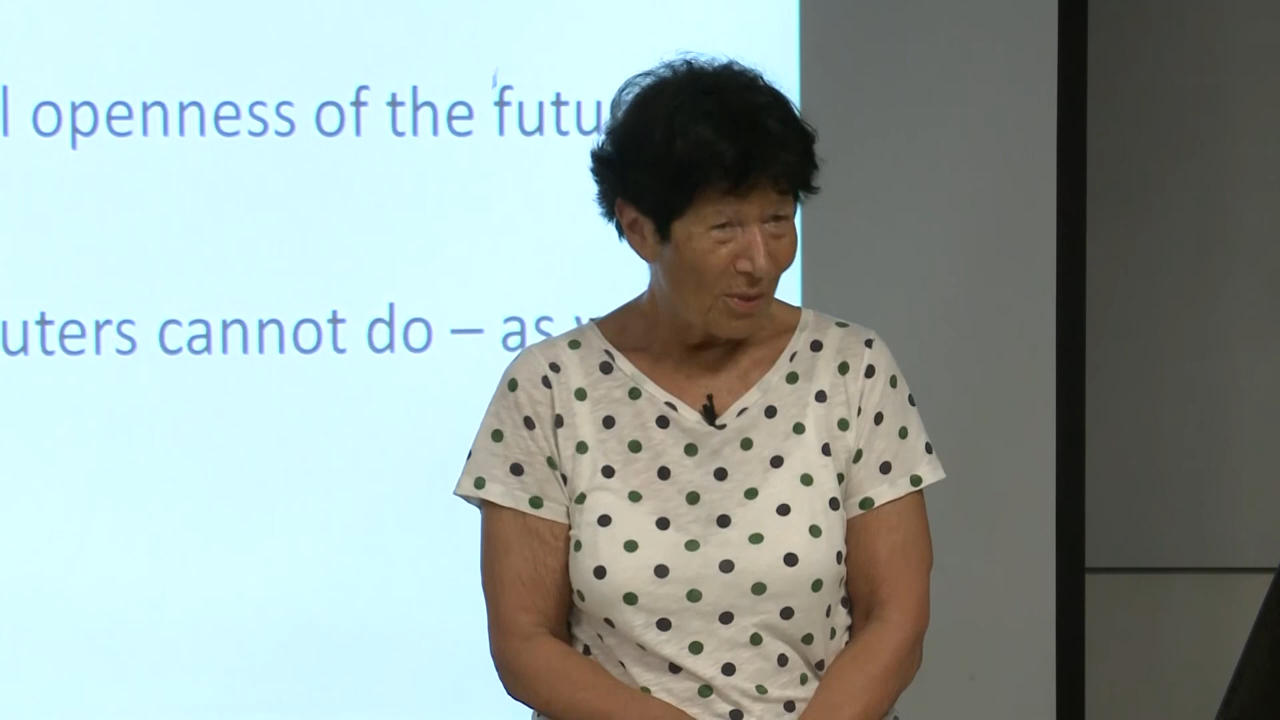 l openness of the futu
uters cannot do – as